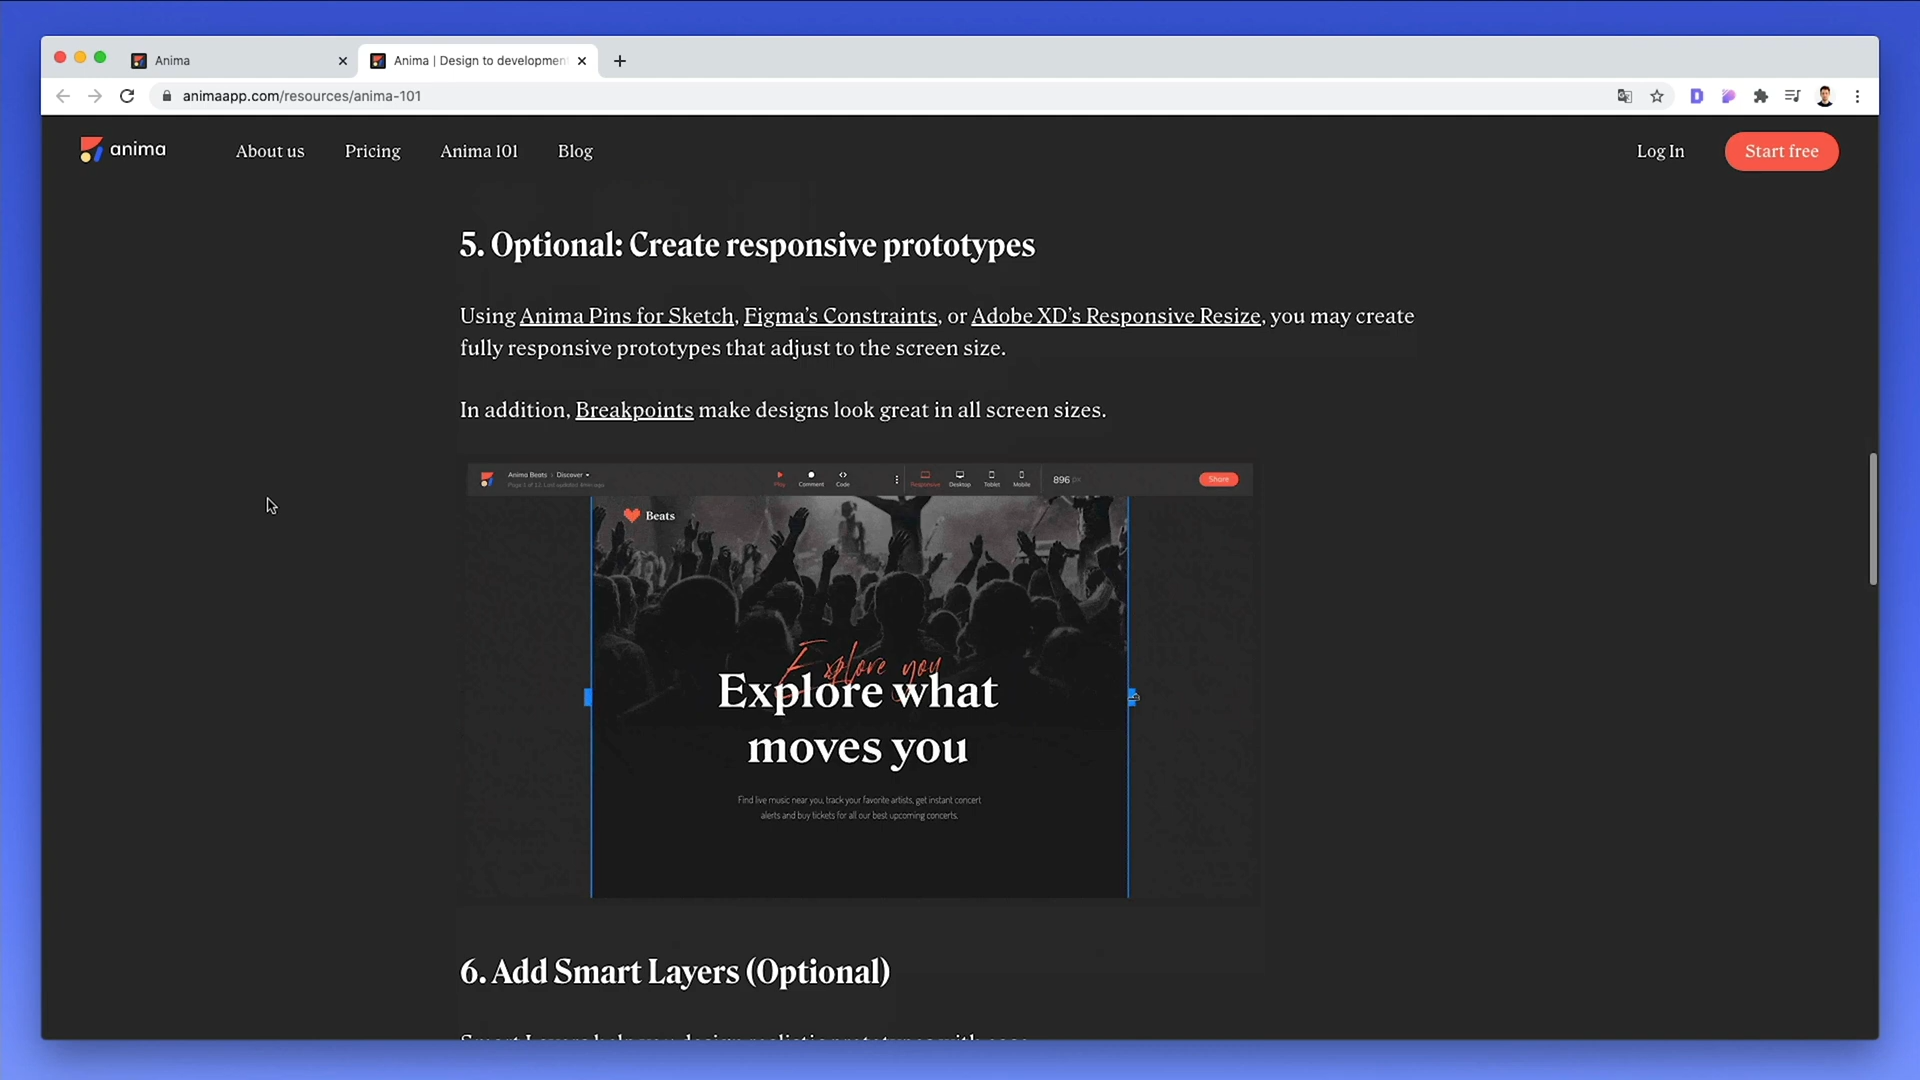 Anima
Anima | Design to developmen
animaapp.com/resources/anima-101
anima
About us
Pricing
Anima 101
Blog
Log In
Start free
5. Optional: Create responsive prototypes
Using Anima Pins for Sketch, Figma's Constraints, or Adobe XD's Responsive Resize, you may create
fully responsive prototypes that adjust to the screen size.
In addition, Breakpoints make designs look great in all screen sizes.
Anima Beats > Discover
Play
Comment
Code
Responsive
Desktop
Tablet
Mobile
896 px
Share
Beats
Explore you
Explore what
moves you
Find live music near you, track your favorite artists, get instant concert
alerts and buy tickets for all our best upcoming concerts.
6. Add Smart Layers (Optional)